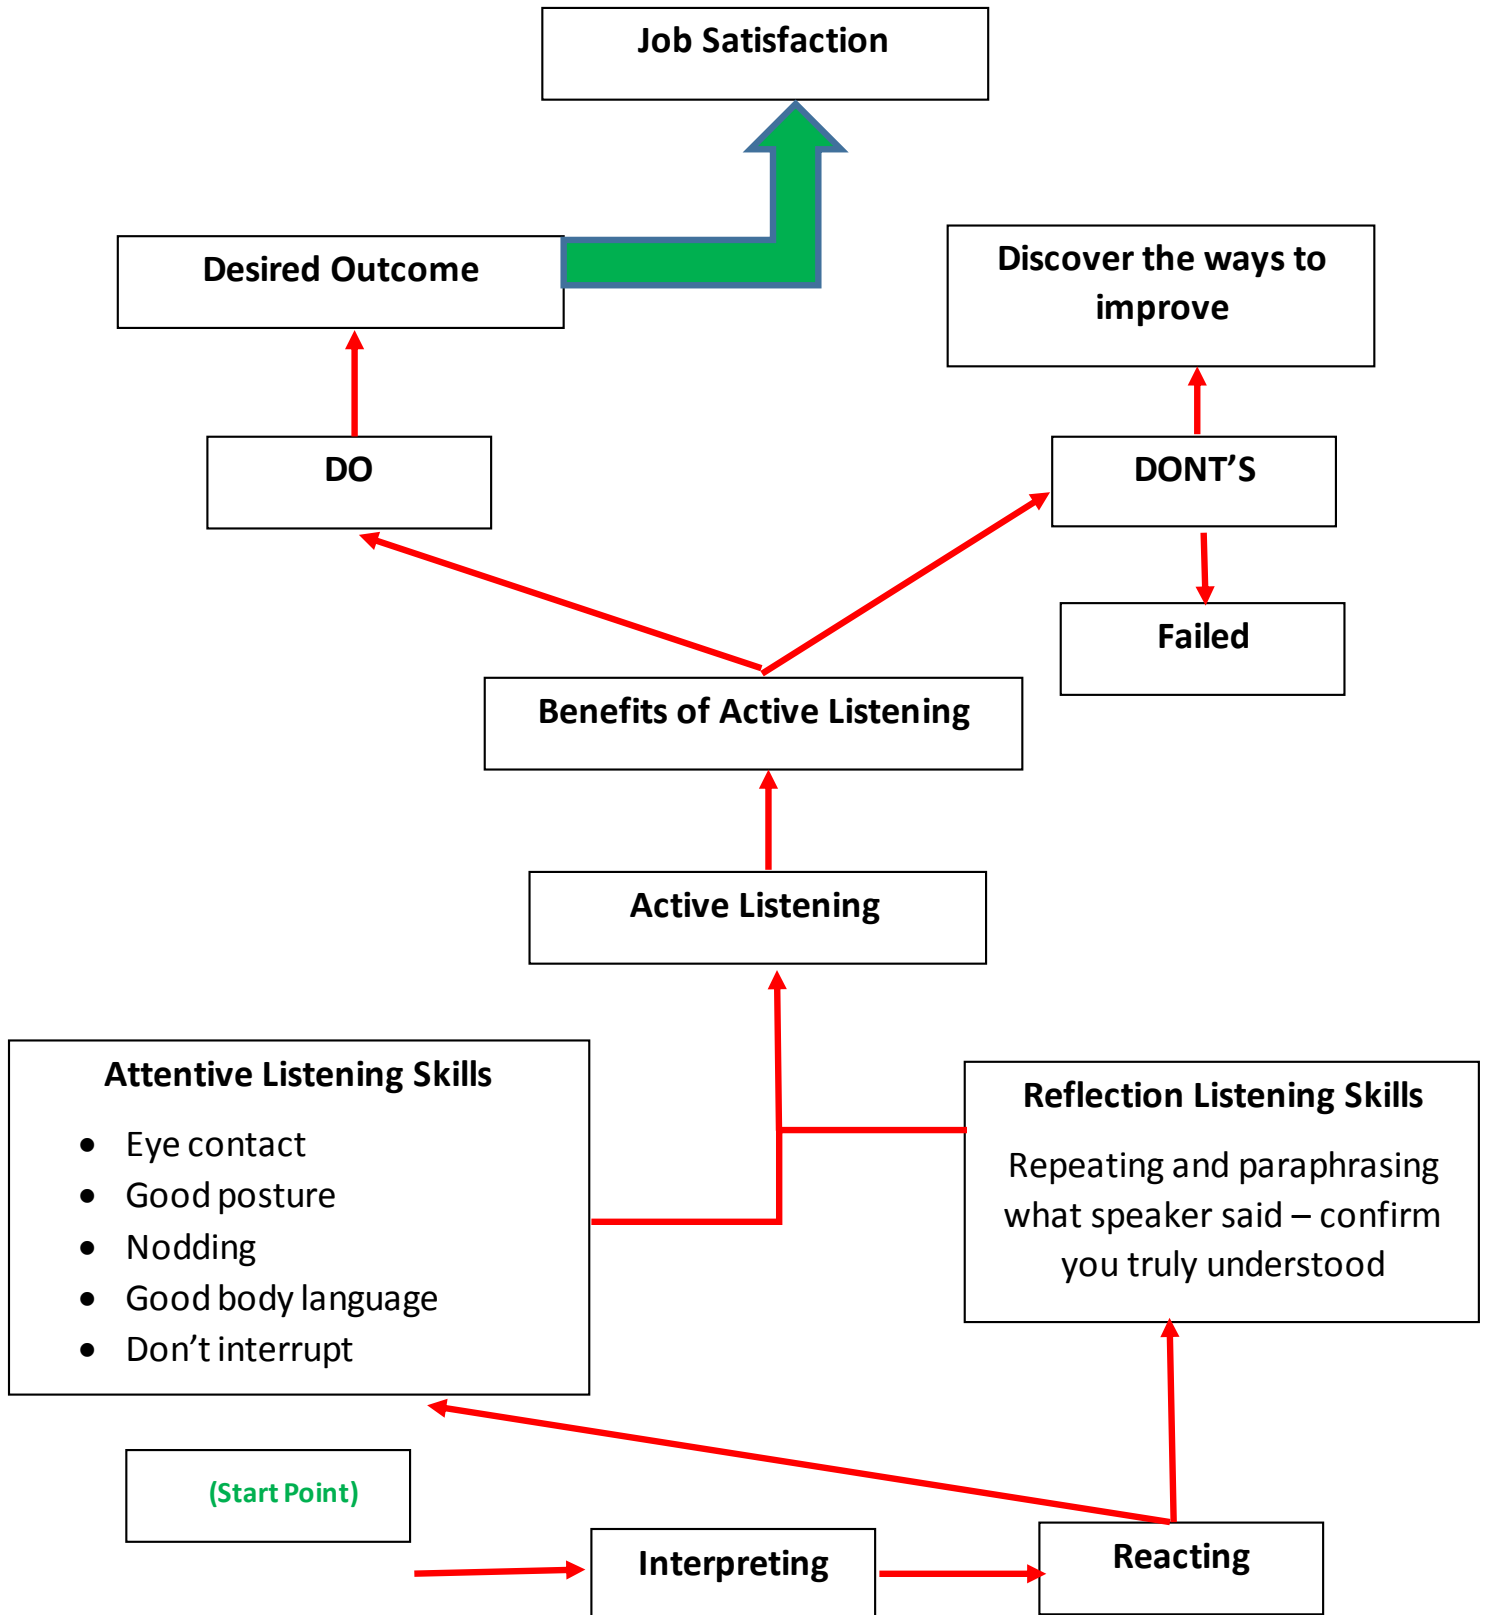 Job Satisfaction
Desired Outcome
Discover the ways to
improve
DO
DONT’S
Failed
Benefits of Active Listening
Active Listening
Attentive Listening Skills
• Eye contact
• Good posture
• Nodding
• Good body language
• Don’t interrupt
Reflection Listening Skills
Repeating and paraphrasing
what speaker said – confirm
you truly understood
(Start Point)
Interpreting
Reacting